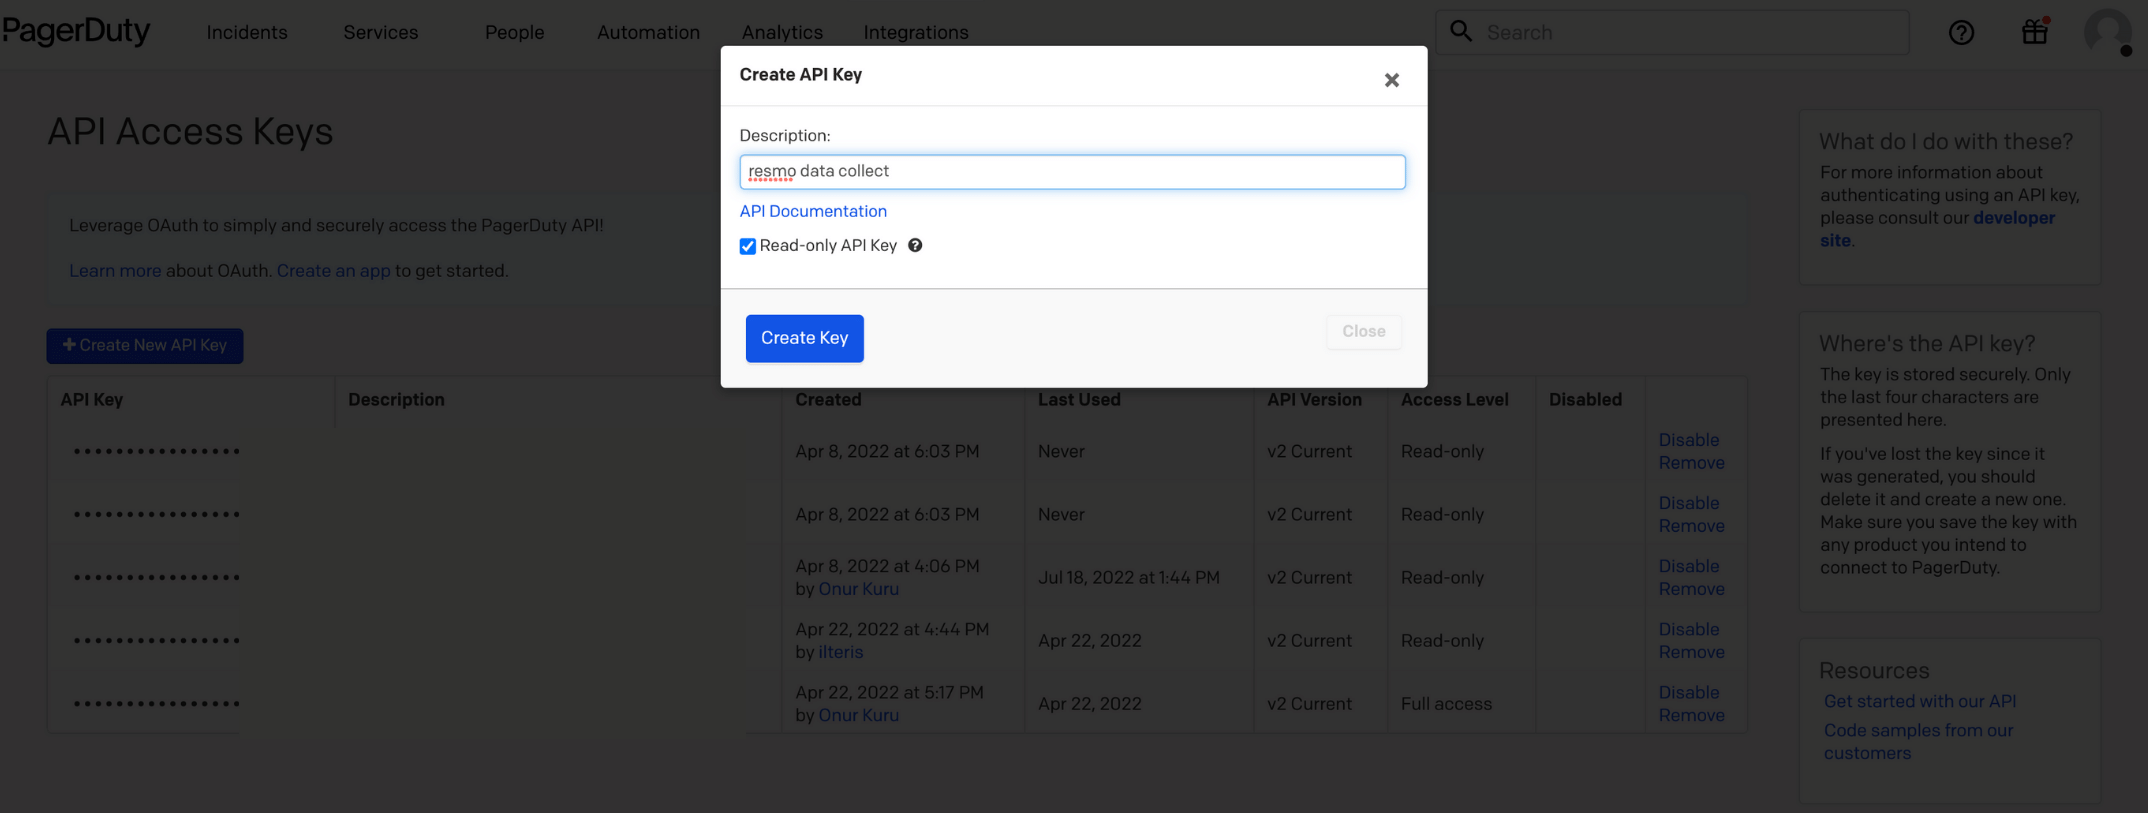 PagerDuty
Incidents
Services
People
Automation
Analytics
Integrations
Search
Create API Key
Description:
resmo data collect
API Documentation
Read-only API Key
Create Key
Close
API Access Keys
Leverage OAuth to simply and securely access the PagerDuty API!
Learn more about OAuth. Create an app to get started.
+ Create New API Key
API Key Description Created Last Used API Version Access Level Disabled
Apr 8, 2022 at 6:03 PM Never v2 Current Read-only Disable
Remove
Apr 8, 2022 at 6:03 PM Never v2 Current Read-only Disable
Remove
Apr 8, 2022 at 4:06 PM Jul 18, 2022 at 1:44 PM v2 Current Read-only Disable
by Onur Kuru Remove
Apr 22, 2022 at 4:44 PM Apr 22, 2022 v2 Current Read-only Disable
by ilteris Remove
Apr 22, 2022 at 5:17 PM Apr 22, 2022 v2 Current Full access Disable
by Onur Kuru Remove
What do I do with these?
For more information about
authenticating using an API key,
please consult our developer
site.
Where's the API key?
The key is stored securely. Only
the last four characters are
presented here.
If you've lost the key since it
was generated, you should
delete it and create a new one.
Make sure you save the key with
any product you intend to
connect to PagerDuty.
Resources
Get started with our API
Code samples from our
customers